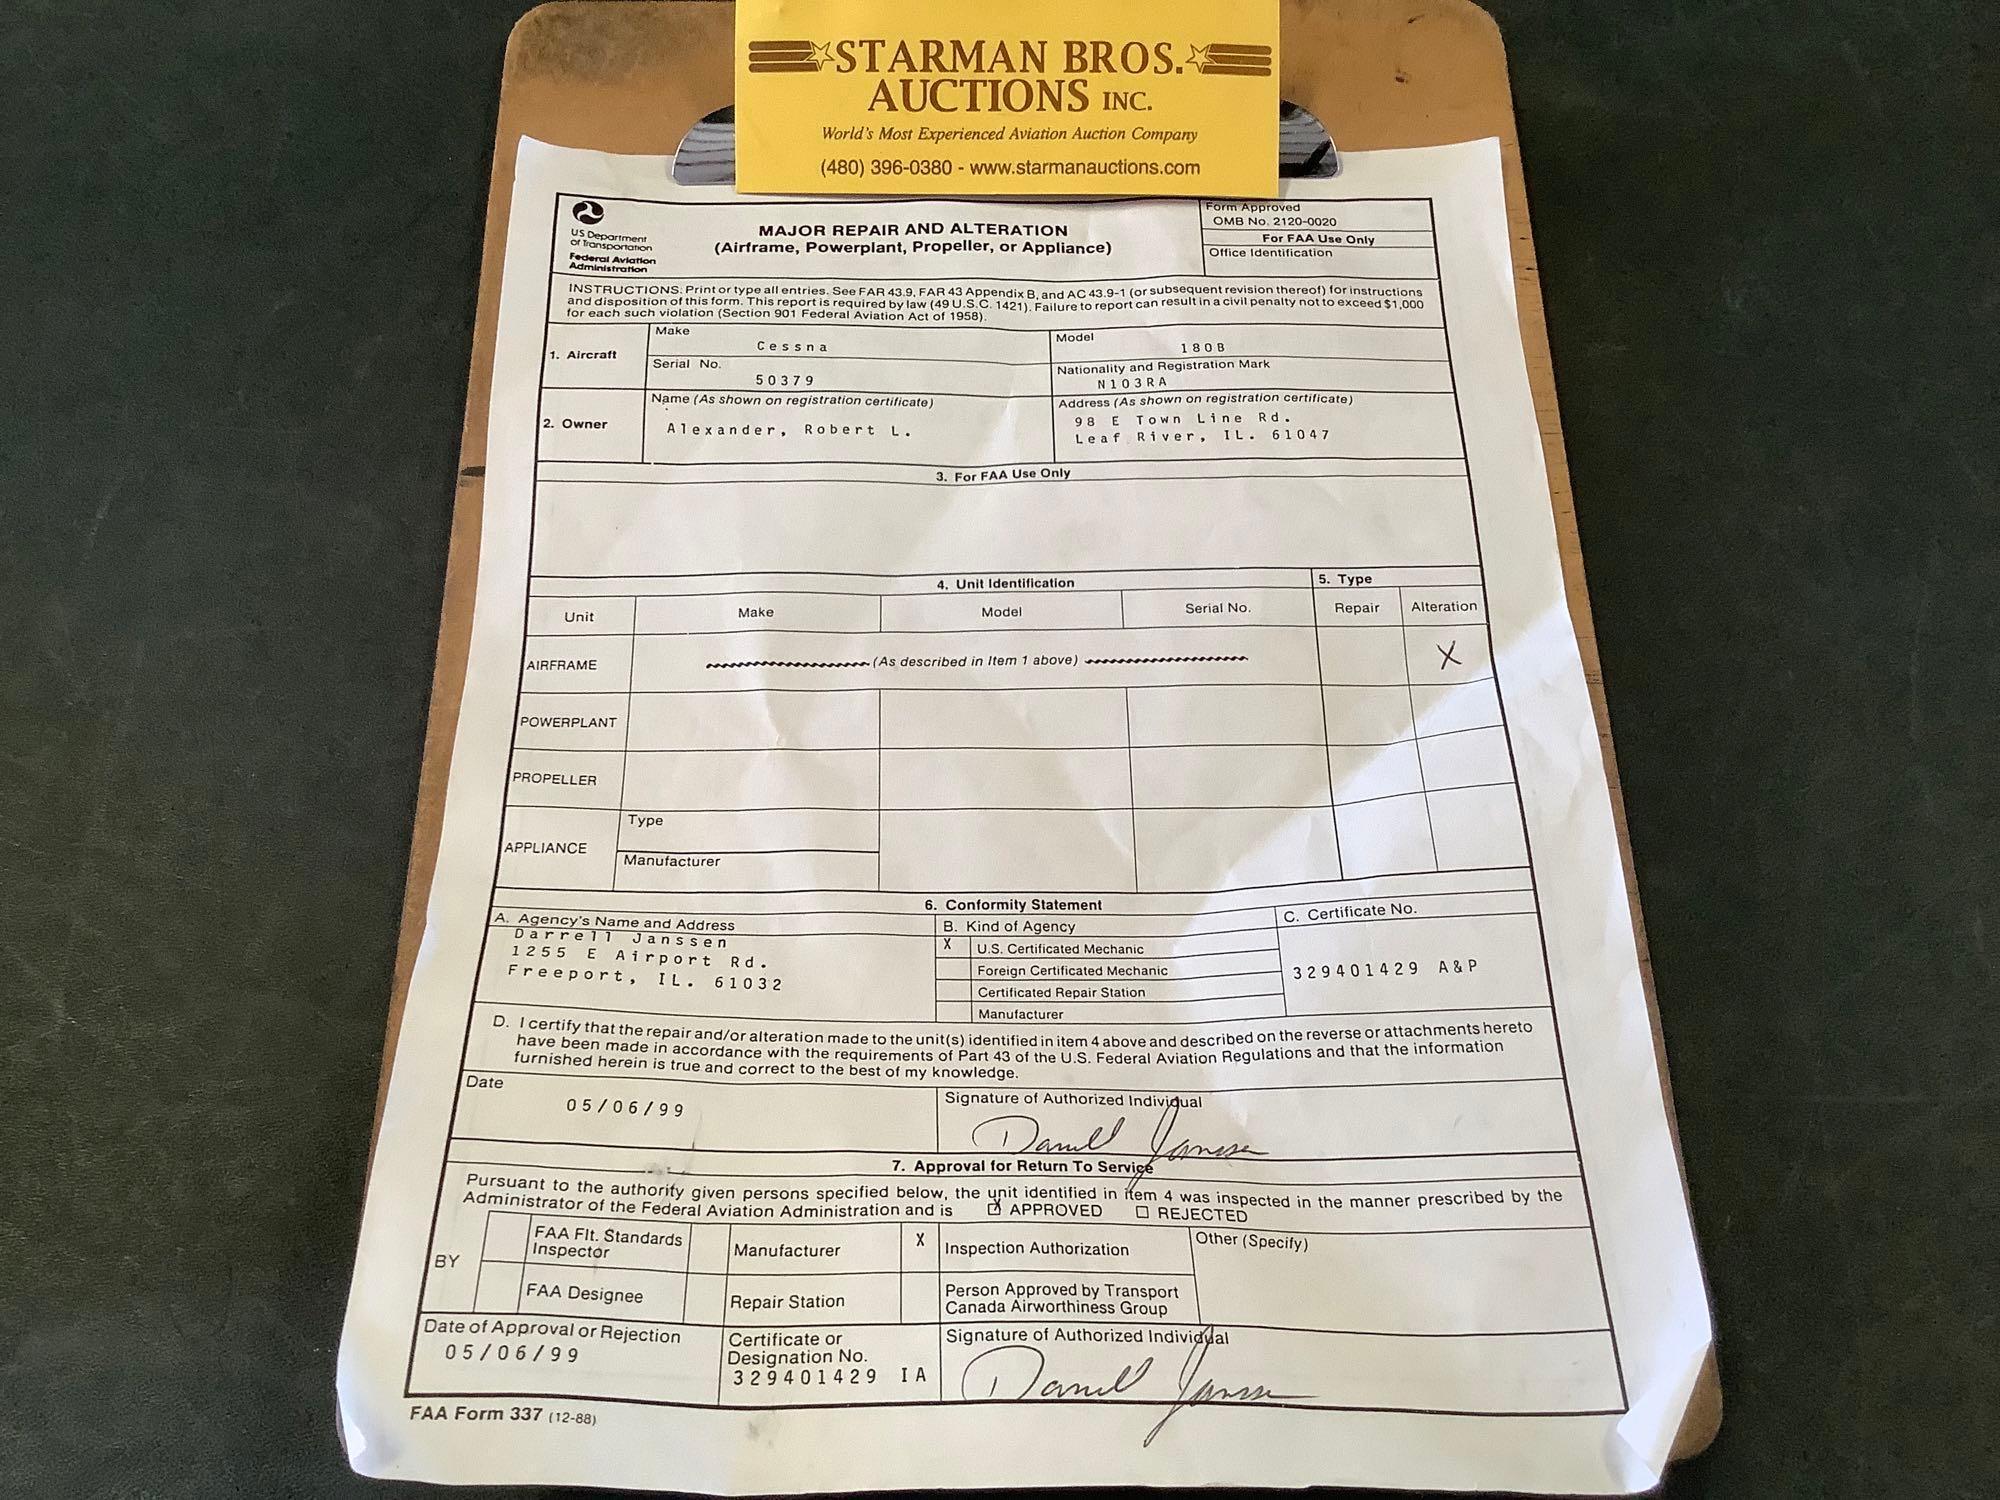 STARMAN BROS.
AUCTIONS INC.
World's Most Experienced Aviation Auction Company
(480) 396-0380 - www.starmanauctions.com
US Department
of Transportation
Federal Aviation
Administration
MAJOR REPAIR AND ALTERATION
(Airframe, Powerplant, Propeller, or Appliance)
Form Approved
OMB No. 2120-0020
For FAA Use Only
Office Identification
INSTRUCTIONS: Print or type all entries. See FAR 43.9, FAR 43 Appendix B, and AC 43.9-1 (or subsequent revision thereof) for instructions
and disposition of this form. This report is required by law (49 U.S.C. 1421). Failure to report can result in a civil penalty not to exceed $1,000
for each such violation (Section 901 Federal Aviation Act of 1958).
1. Aircraft
Make
Cessna
Model
180B
Serial No.
50379
Nationality and Registration Mark
N103RA
2. Owner
Name (As shown on registration certificate)
Alexander, Robert L.
Address (As shown on registration certificate)
98 E Town Line Rd.
Leaf River, IL. 61047
3. For FAA Use Only
4. Unit Identification
5. Type
Unit
Make
Model
Serial No.
Repair
Alteration
AIRFRAME
(As described in Item 1 above)
X
POWERPLANT
PROPELLER
APPLIANCE
Type
Manufacturer
6. Conformity Statement
A. Agency's Name and Address
Darrell Janssen
1255 E Airport Rd.
Freeport, IL. 61032
B. Kind of Agency
X U.S. Certificated Mechanic
Foreign Certificated Mechanic
Certificated Repair Station
Manufacturer
C. Certificate No.
329401429 A&P
D. I certify that the repair and/or alteration made to the unit(s) identified in item 4 above and described on the reverse or attachments hereto
have been made in accordance with the requirements of Part 43 of the U.S. Federal Aviation Regulations and that the information
furnished herein is true and correct to the best of my knowledge.
Date
05/06/99
Signature of Authorized Individual
Darrell Janssen
7. Approval for Return To Service
Pursuant to the authority given persons specified below, the unit identified in item 4 was inspected in the manner prescribed by the
Administrator of the Federal Aviation Administration and is X APPROVED REJECTED
BY
FAA Flt. Standards
Inspector
Manufacturer
X Inspection Authorization
Other (Specify)
FAA Designee
Repair Station
Person Approved by Transport
Canada Airworthiness Group
Date of Approval or Rejection
05/06/99
Certificate or
Designation No.
329401429 IA
Signature of Authorized Individual
Darrell Janssen
FAA Form 337 (12-88)